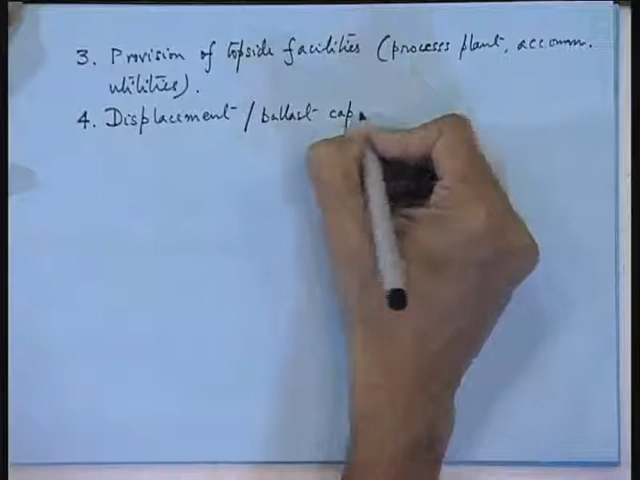 3. Provision of topside facilities (process plant, accomm.
utilities).
4. Displacement / ballast cap